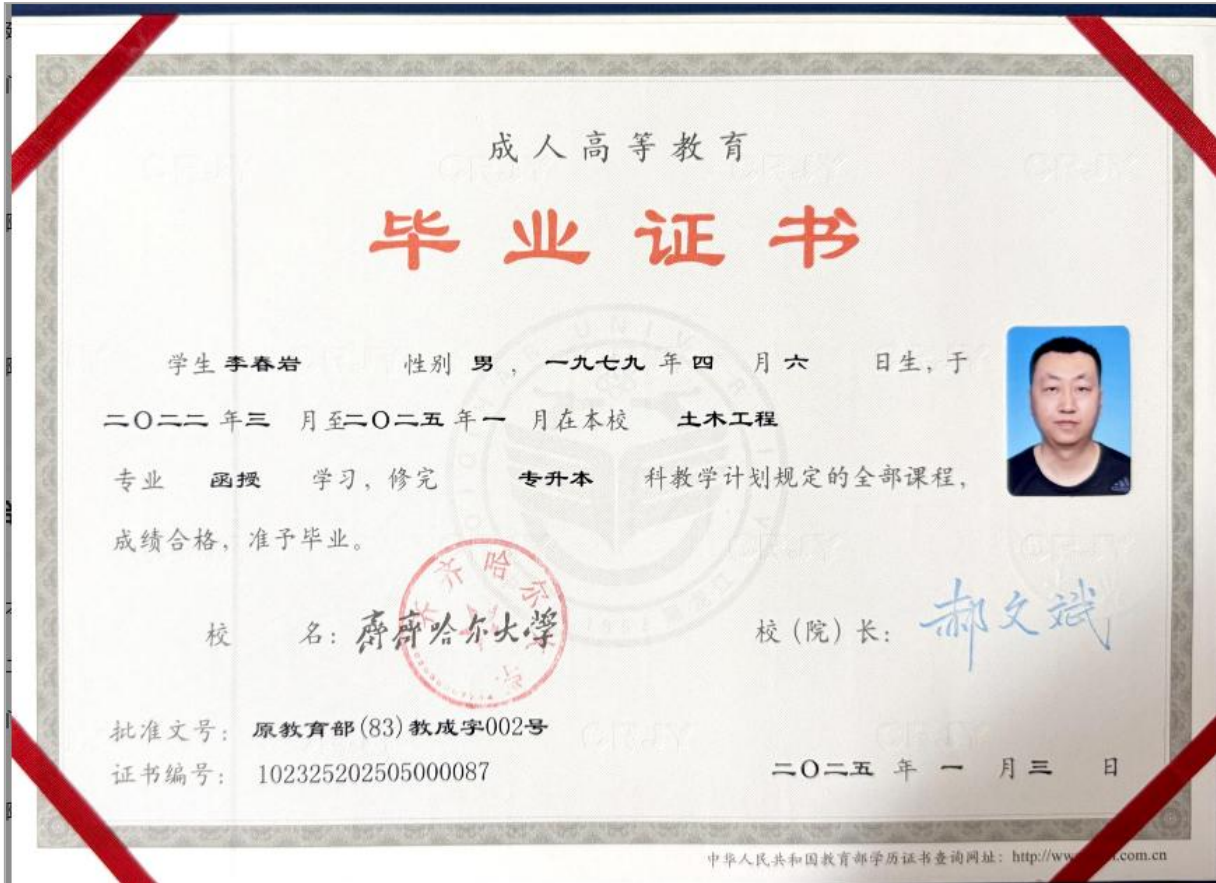 成人高等教育
毕业证书
学生 李春岩 性别 男 , 一九七九 年 四 月 六 日生, 于
二〇二二 年 三 月至 二〇二五 年 一 月在本校 土木工程
专业 函授 学习, 修完 专升本 科教学计划规定的全部课程,
成绩合格, 准予毕业。
校 名: 齊齊哈尔大學
校 (院) 长: 郝文斌
齐齐哈尔大学
批准文号: 原教育部(83)教成字002号
证书编号: 102325202505000087
二〇二五 年 一 月 三 日
中华人民共和国教育部学历证书查询网址: http://ww .com.cn